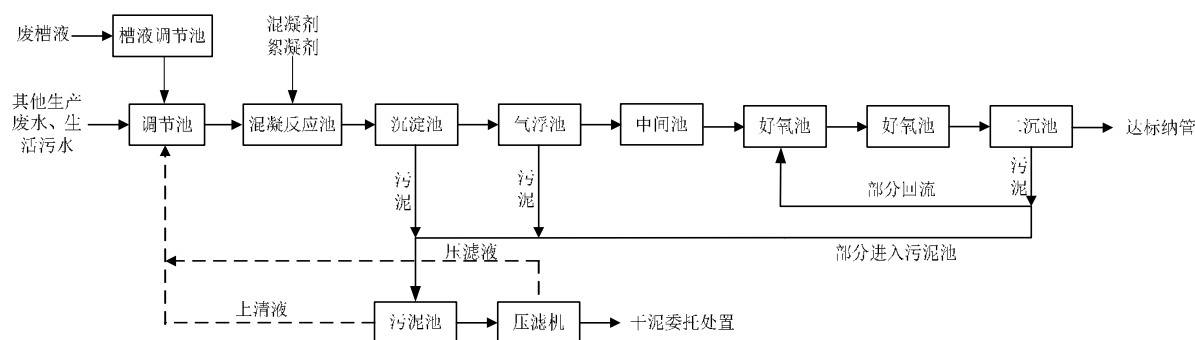 废槽液
槽液调节池
混凝剂
絮凝剂
其他生产
废水、生
活污水
调节池
混凝反应池
沉淀池
气浮池
中间池
好氧池
好氧池
二沉池
达标纳管
污
泥
污
泥
污
泥
部分回流
压滤液
部分进入污泥池
上清液
污泥池
压滤机
干泥委托处置